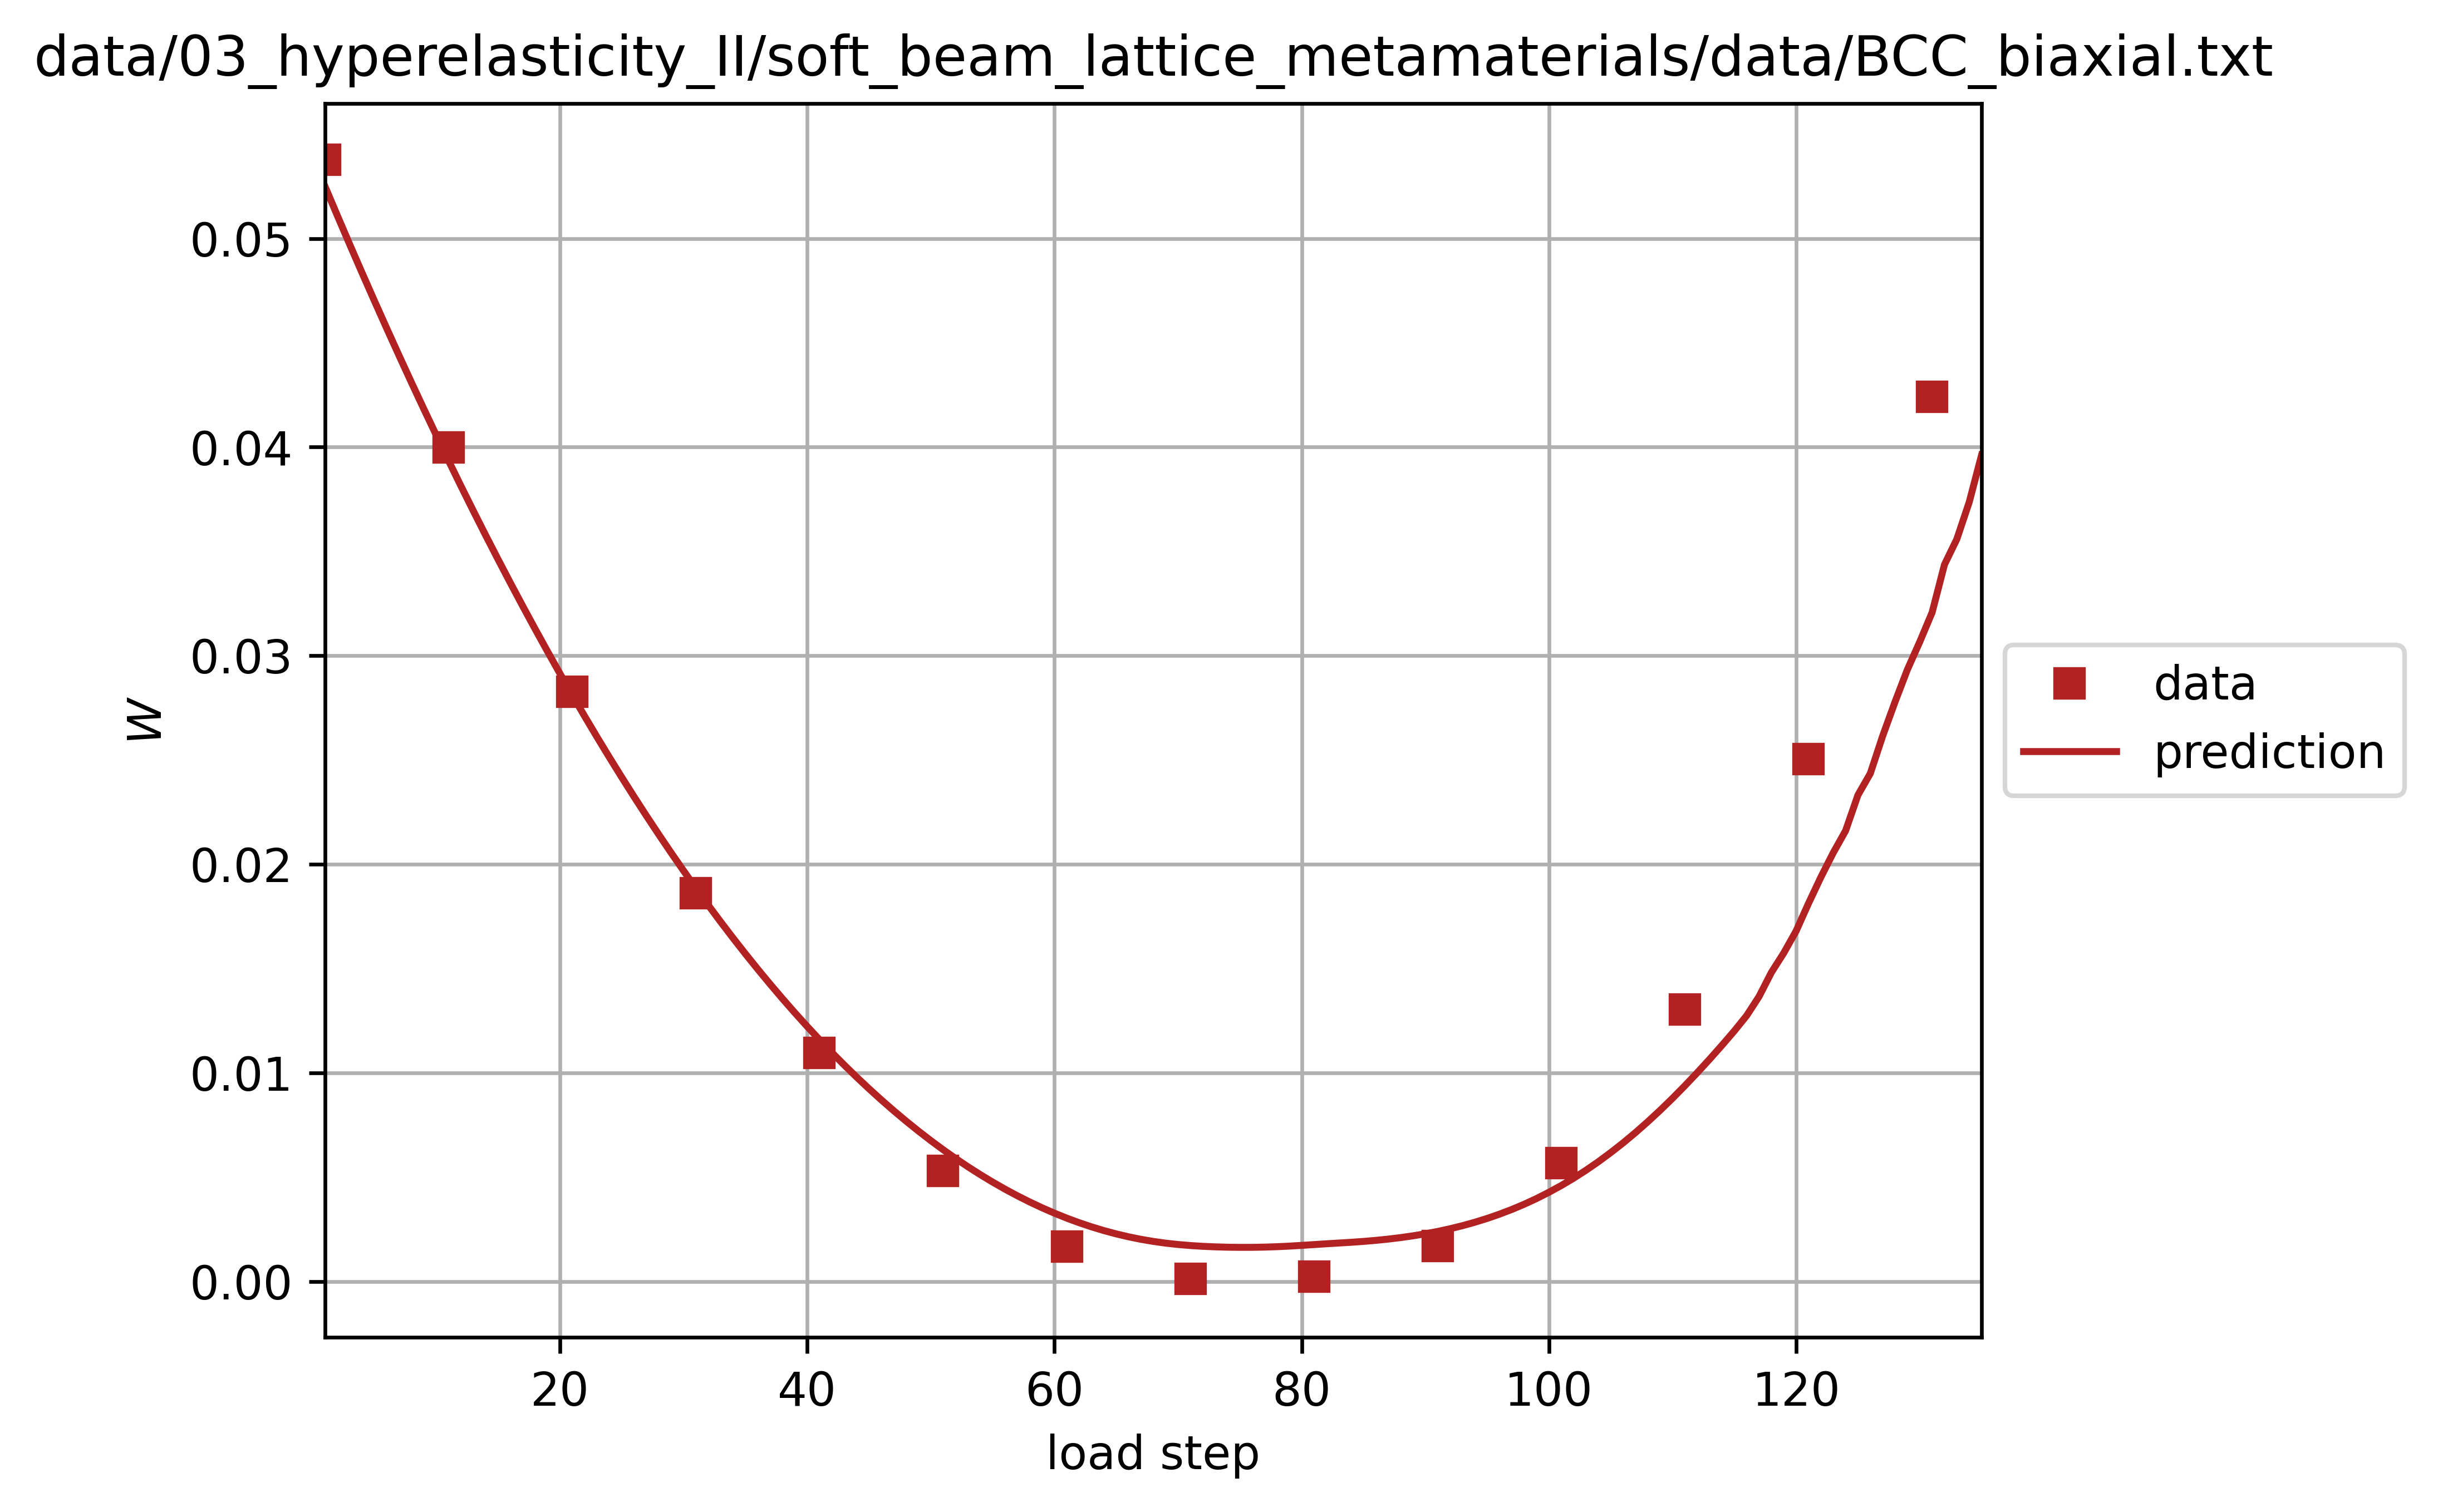 data/03_hyperelasticity_II/soft_beam_lattice_metamaterials/data/BCC_biaxial.txt
0.05
0.04
0.03
0.02
0.01
0.00
W
20 40 60 80 100 120
load step
data
prediction